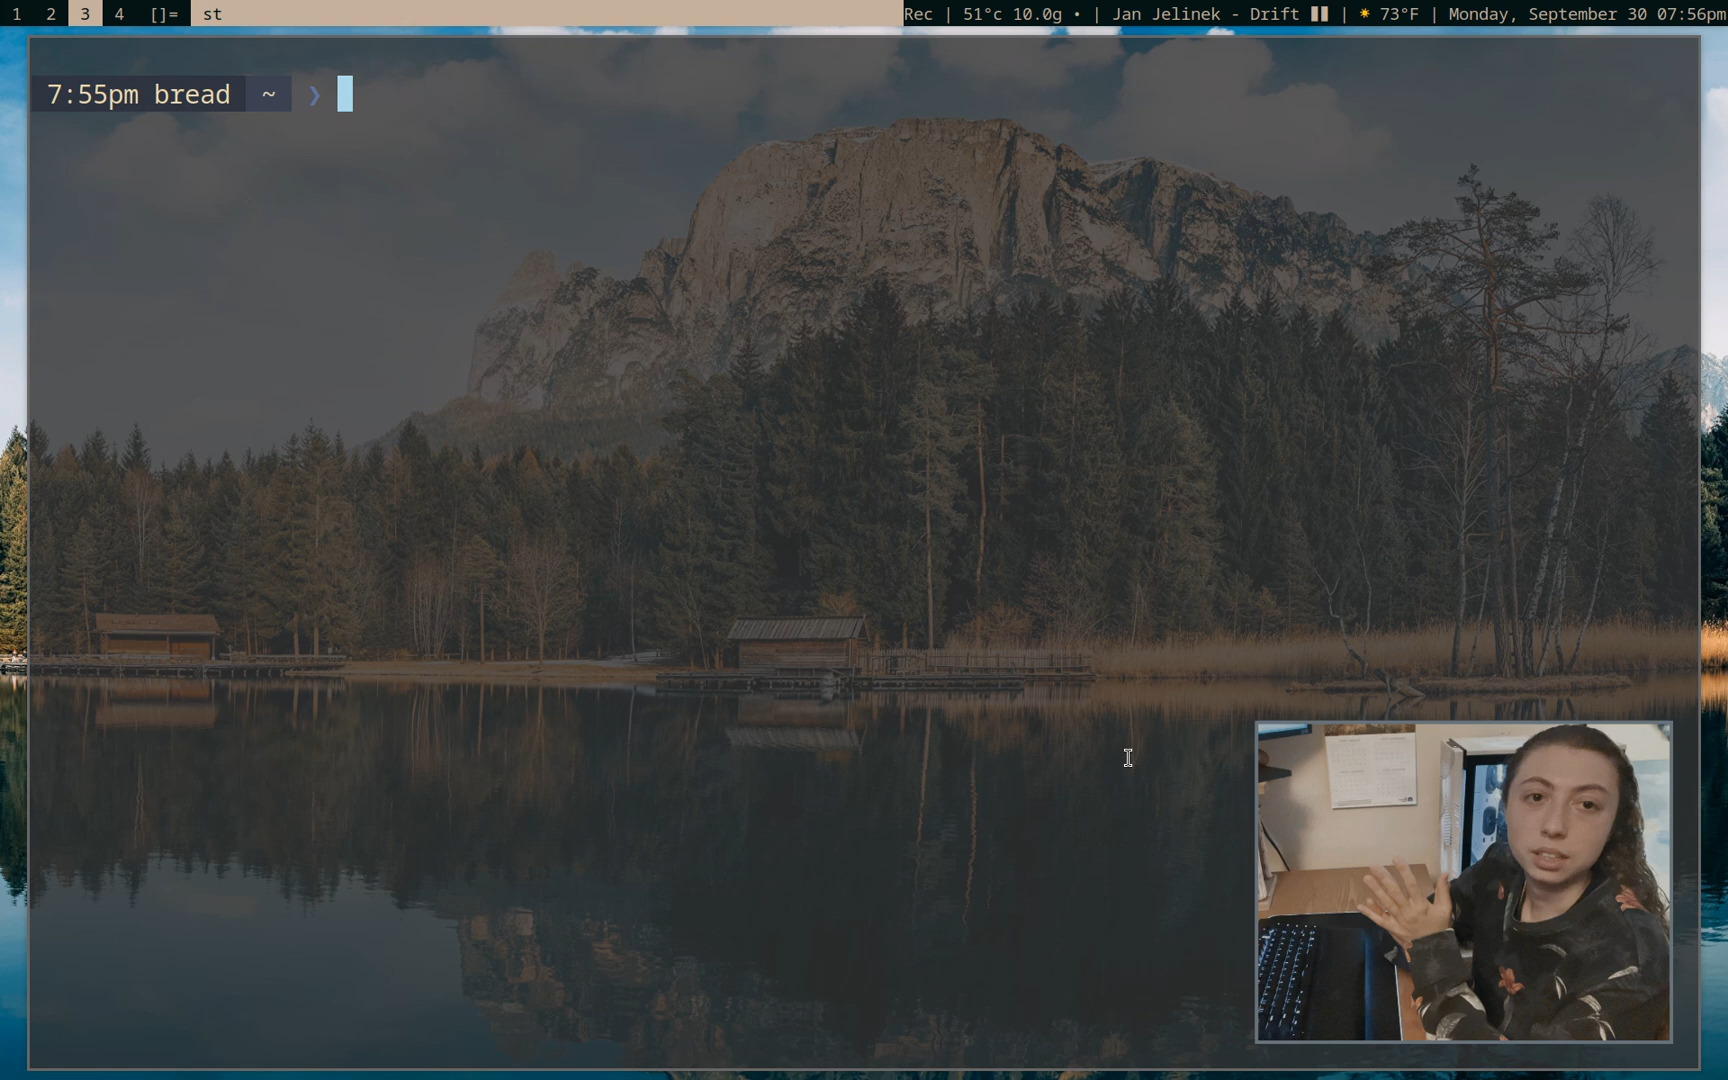 1 2 3 4 []= st Rec | 51°c 10.0g • | Jan Jelinek - Drift ▮▮ | ☀ 73°F | Monday, September 30 07:56pm
7:55pm bread ~ ❯